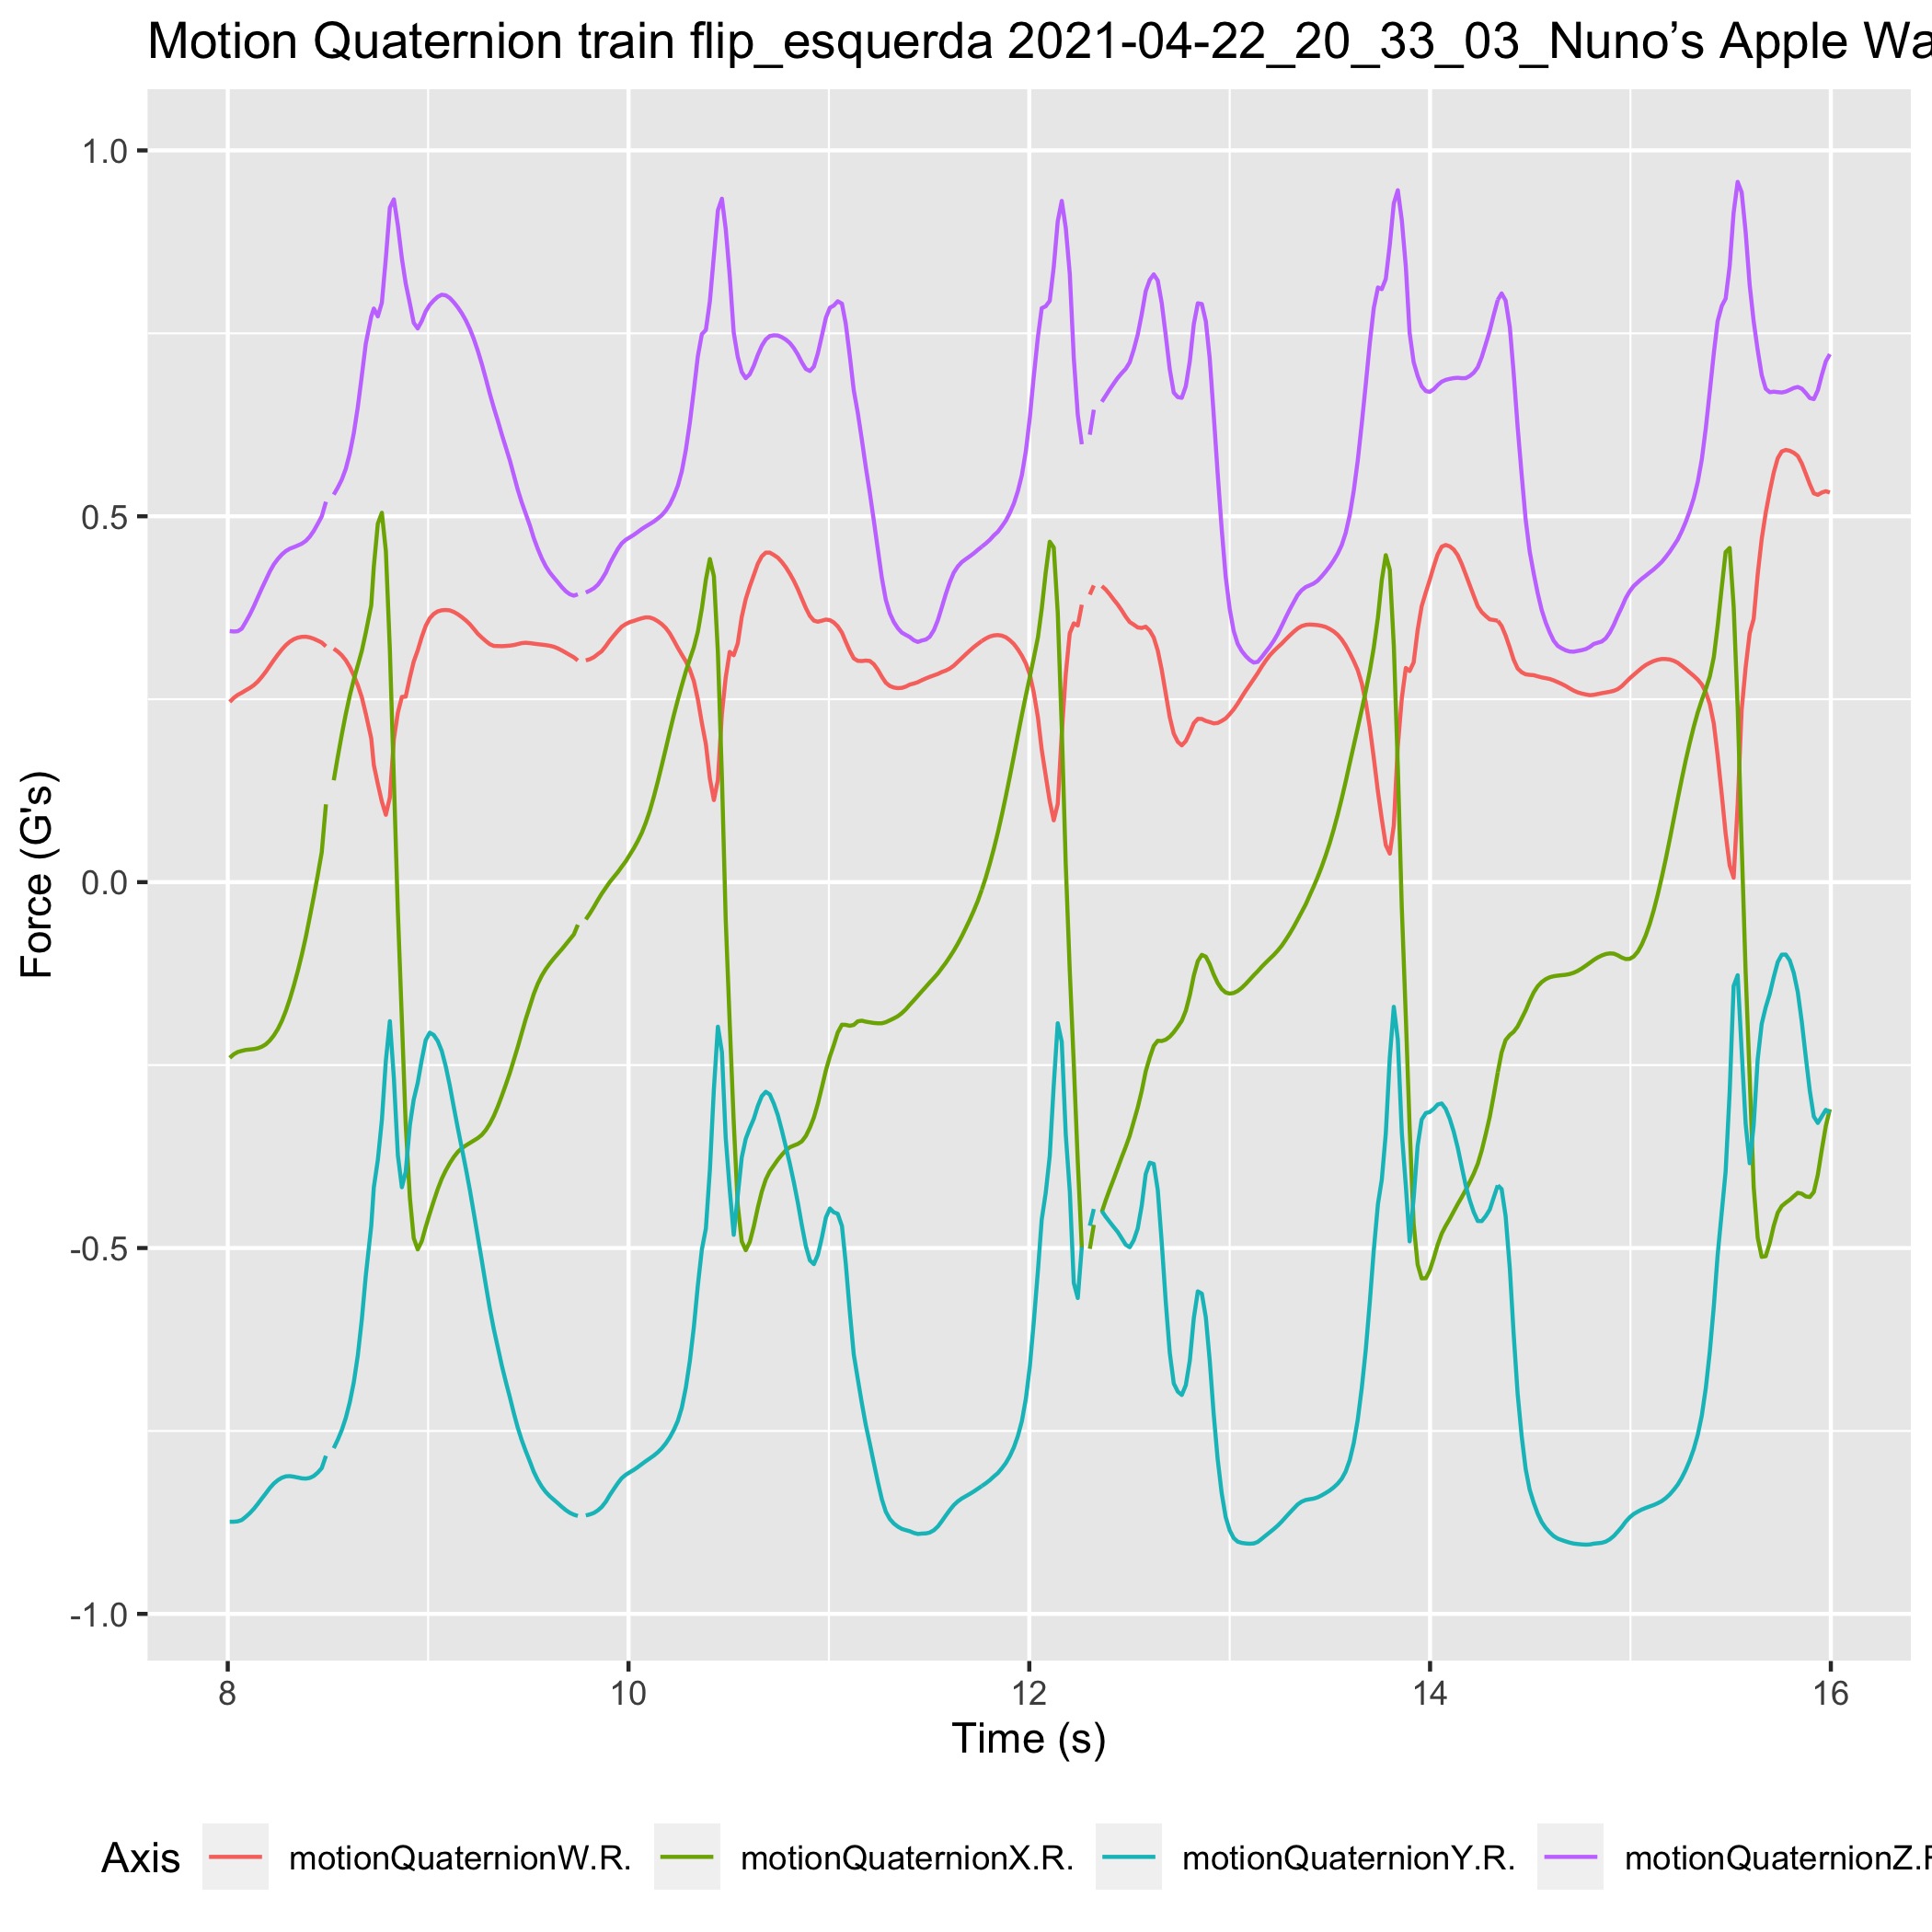 Motion Quaternion train flip_esquerda 2021-04-22_20_33_03_Nuno’s Apple Wa
1.0
0.5
0.0
-0.5
-1.0
Force (G's)
8 10 12 14 16
Time (s)
Axis motionQuaternionW.R. motionQuaternionX.R. motionQuaternionY.R. motionQuaternionZ.R